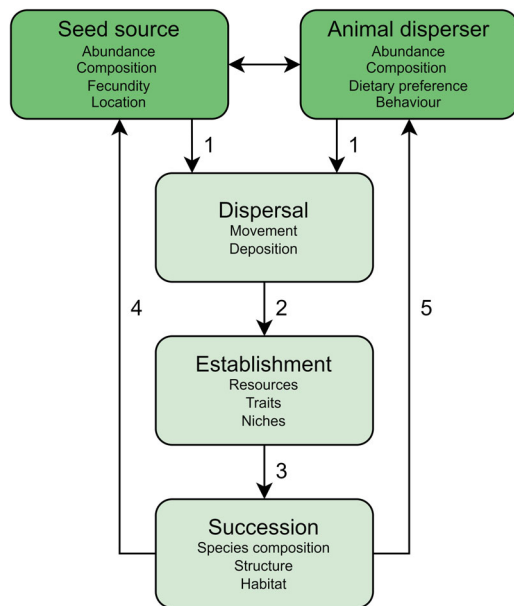 Seed source
Abundance
Composition
Fecundity
Location
Animal disperser
Abundance
Composition
Dietary preference
Behaviour
1
1
Dispersal
Movement
Deposition
2
4
5
Establishment
Resources
Traits
Niches
3
Succession
Species composition
Structure
Habitat